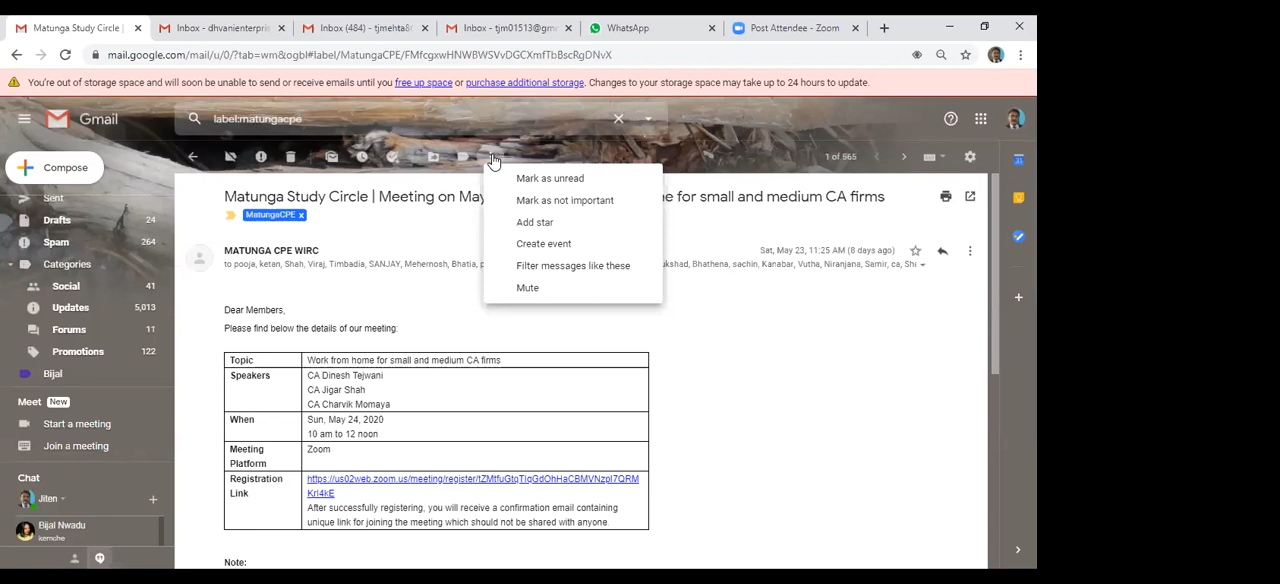 Matunga Study Circle |
Inbox - dhvanienterpris
Inbox (484) - tjmehta8
Inbox - tjm01513@gm
WhatsApp
Post Attendee - Zoom
mail.google.com/mail/u/0/?tab=wm&ogbl#label/MatungaCPE/FMfcgxwHNWBWSVvDGCXmfTbBscRgDNvX
You're out of storage space and will soon be unable to send or receive emails until you free up space or purchase additional storage. Changes to your storage space may take up to 24 hours to update.
Gmail
label:matungacpe
Compose
1 of 565
Sent
Drafts 24
Spam 264
Categories
Social 41
Updates 5,013
Forums 11
Promotions 122
Bijal
Meet New
Start a meeting
Join a meeting
Chat
Jiten
Bijal Nwadu
kemche
Mark as unread
Mark as not important
Add star
Create event
Filter messages like these
Mute
Matunga Study Circle | Meeting on May e for small and medium CA firms
MatungaCPE x
MATUNGA CPE WIRC
Sat, May 23, 11:25 AM (8 days ago)
to pooja, ketan, Shah, Viraj, Timbadia, SANJAY, Mehernosh, Bhatia, p ukshad, Bhathena, sachin, Kanabar, Vutha, Niranjana, Samir, ca, Shi
Dear Members,
Please find below the details of our meeting:
Topic Work from home for small and medium CA firms
Speakers CA Dinesh Tejwani
CA Jigar Shah
CA Charvik Momaya
When Sun, May 24, 2020
10 am to 12 noon
Meeting Platform Zoom
Registration Link https://us02web.zoom.us/meeting/register/tZMtfuGtqTIqGdOhHaCBMVNzpI7QRM
KrI4kE
After successfully registering, you will receive a confirmation email containing
unique link for joining the meeting which should not be shared with anyone.
Note: